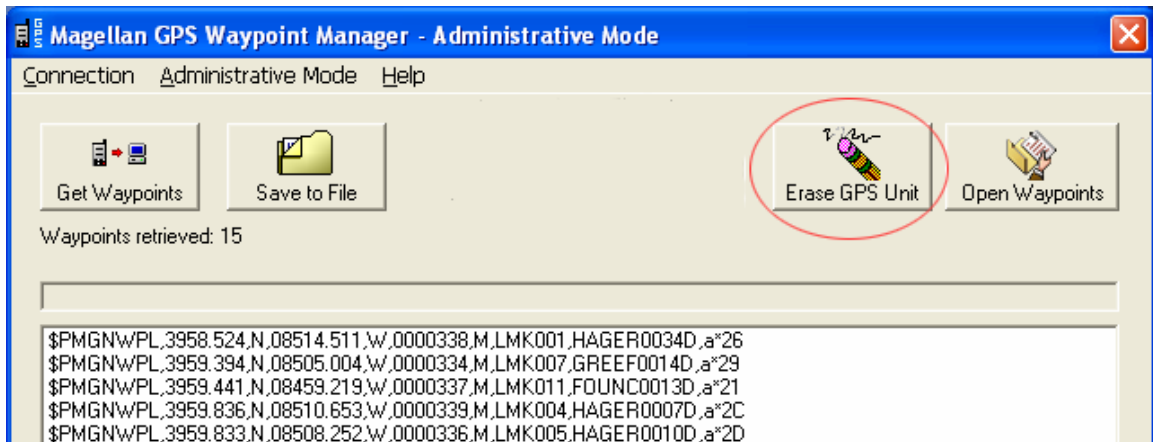 GPS Magellan GPS Waypoint Manager - Administrative Mode
Connection Administrative Mode Help
Get Waypoints Save to File Erase GPS Unit Open Waypoints
Waypoints retrieved: 15
$PMGNWPL,3958.524,N,08514.511,W,0000338,M,LMK001,HAGER0034D,a*26
$PMGNWPL,3959.394,N,08505.004,W,0000334,M,LMK007,GREEF0014D,a*29
$PMGNWPL,3959.441,N,08459.219,W,0000337,M,LMK011,FOUNC0013D,a*21
$PMGNWPL,3959.836,N,08510.653,W,0000339,M,LMK004,HAGER0007D,a*2C
$PMGNWPL,3959.833,N,08508.252,W,0000336,M,LMK005,HAGER0010D,a*2D